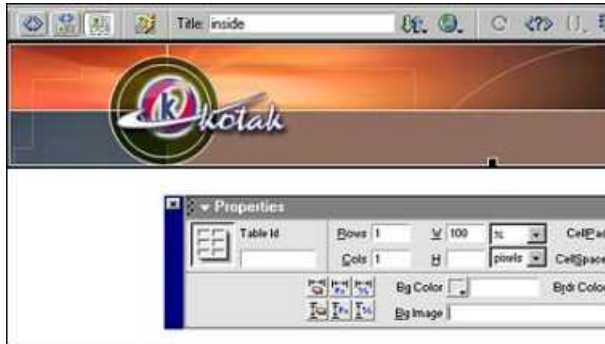 Title: inside
<?>
k kotak
Properties
Table Id Rows 1 W 100 % CellPad
Cols 1 H pixels CellSpace
Bg Color Brdr Color
Bg Image